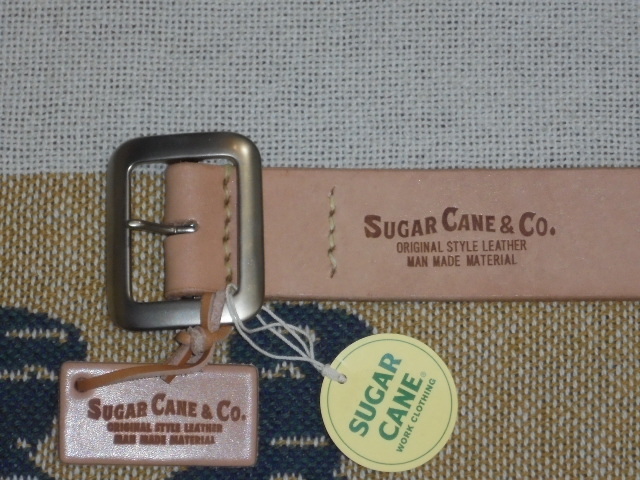 SUGAR CANE & CO.
ORIGINAL STYLE LEATHER
MAN MADE MATERIAL
SUGAR CANE & CO.
ORIGINAL STYLE LEATHER
MAN MADE MATERIAL
SUGAR
CANE®
WORK CLOTHING